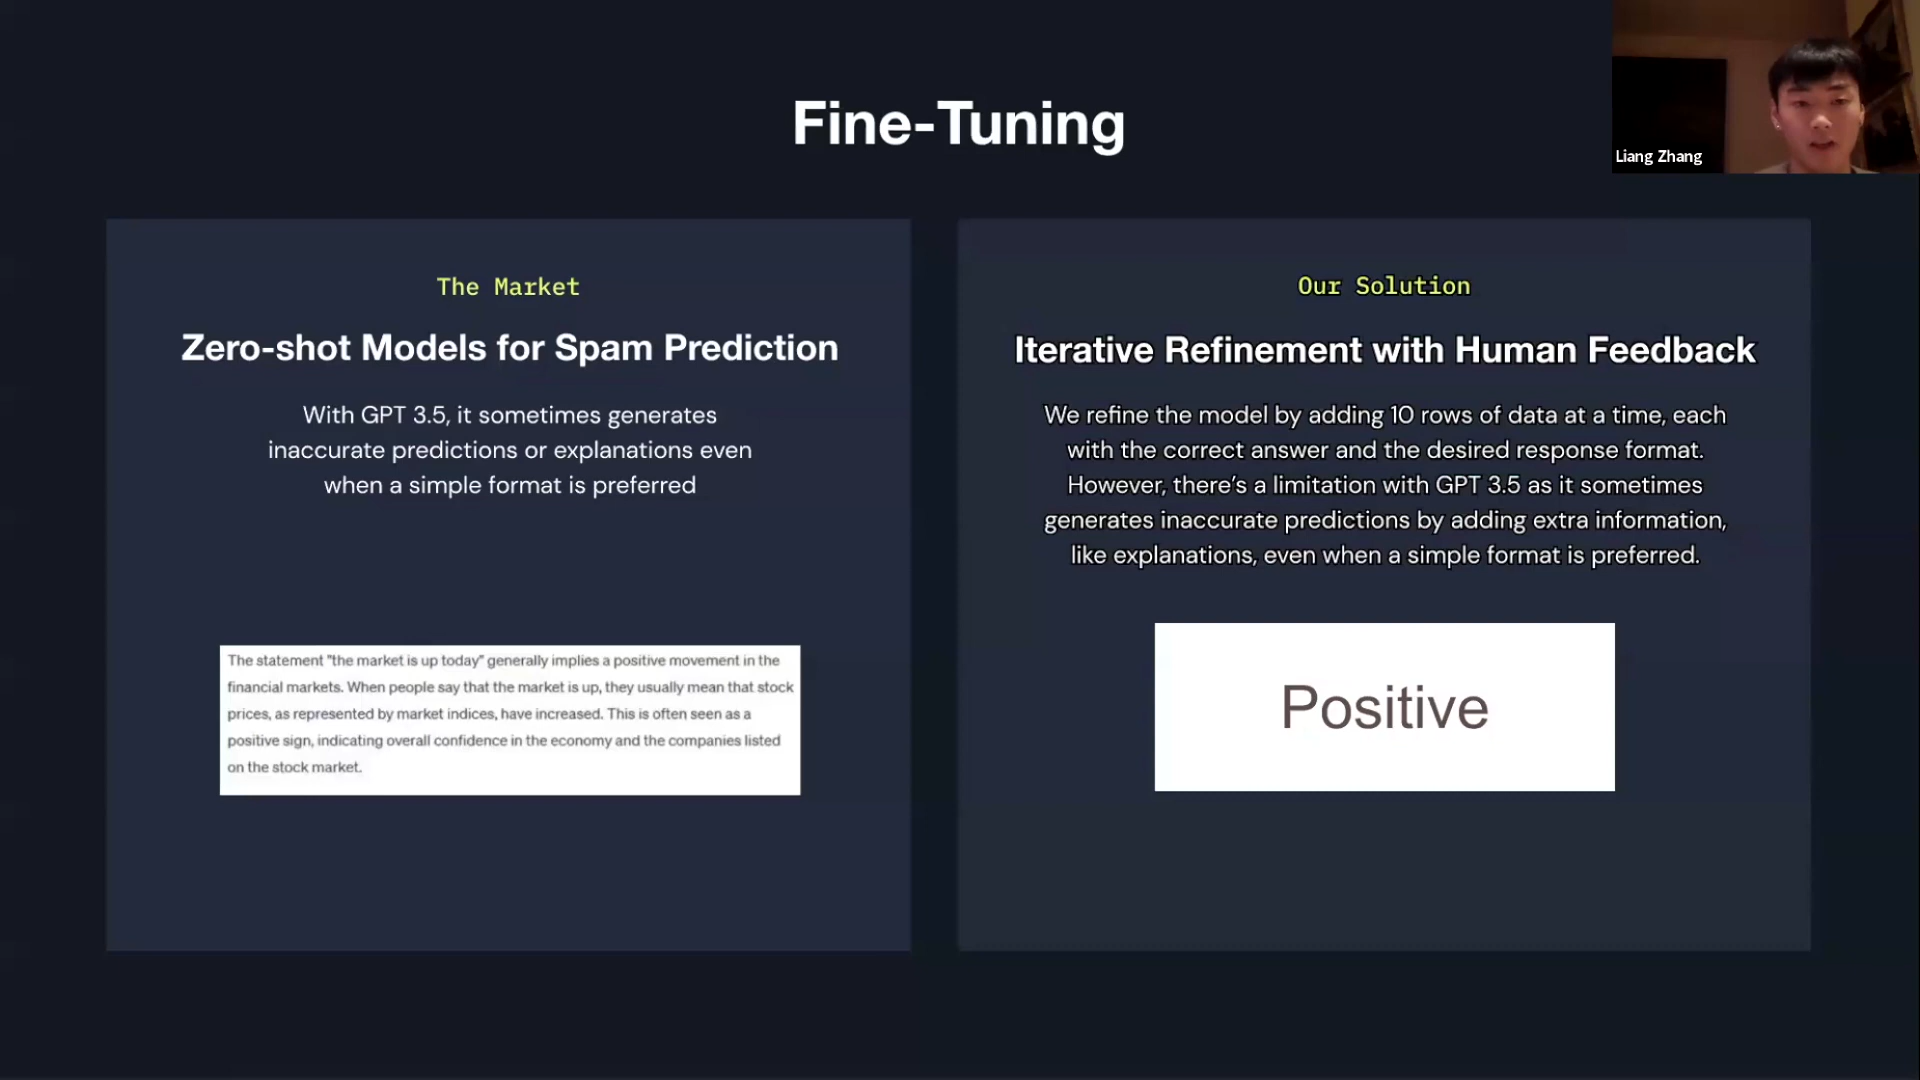 Fine-Tuning
Liang Zhang
The Market
Zero-shot Models for Spam Prediction
With GPT 3.5, it sometimes generates
inaccurate predictions or explanations even
when a simple format is preferred
The statement "the market is up today" generally implies a positive movement in the
financial markets. When people say that the market is up, they usually mean that stock
prices, as represented by market indices, have increased. This is often seen as a
positive sign, indicating overall confidence in the economy and the companies listed
on the stock market.
Our Solution
Iterative Refinement with Human Feedback
We refine the model by adding 10 rows of data at a time, each
with the correct answer and the desired response format.
However, there's a limitation with GPT 3.5 as it sometimes
generates inaccurate predictions by adding extra information,
like explanations, even when a simple format is preferred.
Positive